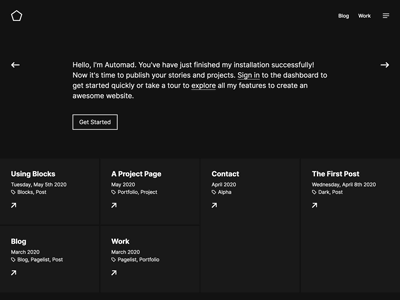 Blog Work
Hello, I'm Automad. You've have just finished my installation successfully!
Now it's time to publish your stories and projects. Sign in to the dashboard to
get started quickly or take a tour to explore all my features to create an
awesome website.
Get Started
Using Blocks
Tuesday, May 5th 2020
Blocks, Post
A Project Page
May 2020
Portfolio, Project
Contact
April 2020
Alpha
The First Post
Wednesday, April 8th 2020
Dark, Post
Blog
March 2020
Blog, Pagelist, Post
Work
March 2020
Pagelist, Portfolio